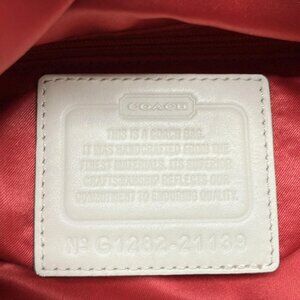 COACH
THIS IS A COACH BAG.
IT WAS HANDCRAFTED FROM THE
FINEST MATERIALS. ITS SUPERIOR
CRAFTSMANSHIP REFLECTS OUR
COMMITMENT TO ENDURING QUALITY.
No G1282-21139